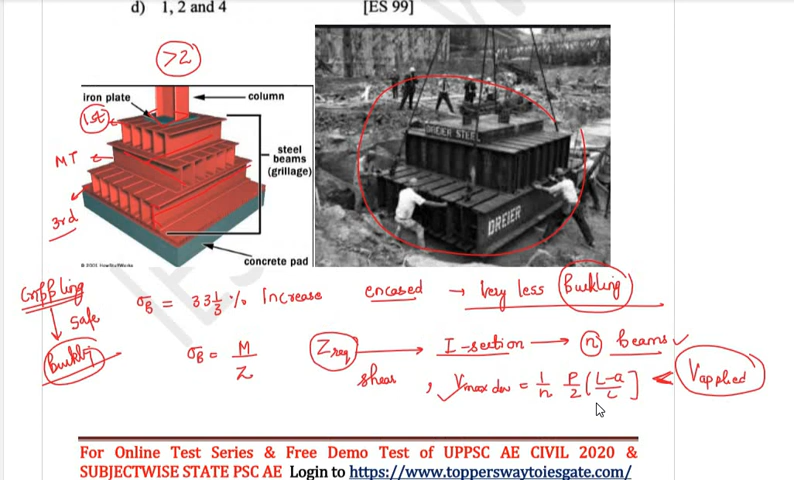 d) 1, 2 and 4 [ES 99]
>2
iron plate
column
1st
MT
steel
beams
(grillage)
3rd
concrete pad
© 2001 HowStuffWorks
DREIER STEEL
DREIER
Crippling
safe
Buckling
σB = 33 1/3 % Increase encased → Very less Buckling
σB = M/Z Zreq → I-section → n beams ✓
shear , Vmax dev = 1/n P/2 [L-a/L] < Vapplied
For Online Test Series & Free Demo Test of UPPSC AE CIVIL 2020 &
SUBJECTWISE STATE PSC AE Login to https://www.topperswaytoiesgate.com/